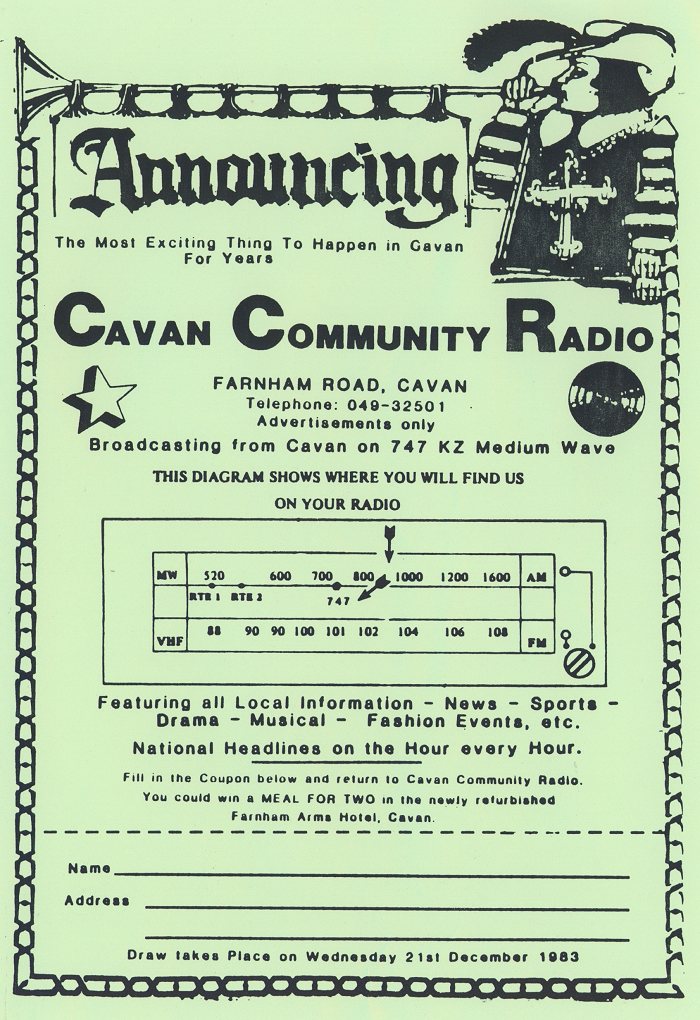 Announcing
The Most Exciting Thing To Happen in Cavan
For Years
CAVAN COMMUNITY RADIO
FARNHAM ROAD, CAVAN
Telephone: 049-32501
Advertisements only
Broadcasting from Cavan on 747 KZ Medium Wave
THIS DIAGRAM SHOWS WHERE YOU WILL FIND US
ON YOUR RADIO
MW 520 600 700 800 1000 1200 1600 AM
RTE 1 RTE 2 747
VHF 88 90 90 100 101 102 104 106 108 FM
Featuring all Local Information - News - Sports -
Drama - Musical - Fashion Events, etc.
National Headlines on the Hour every Hour.
Fill in the Coupon below and return to Cavan Community Radio.
You could win a MEAL FOR TWO in the newly refurbished
Farnham Arms Hotel, Cavan.
Name
Address
Draw takes Place on Wednesday 21st December 1983